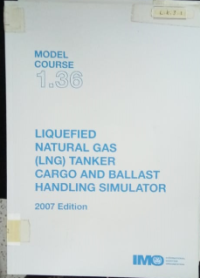 MODEL
COURSE
1.36
LIQUEFIED
NATURAL GAS
(LNG) TANKER
CARGO AND BALLAST
HANDLING SIMULATOR
2007 Edition
IMO